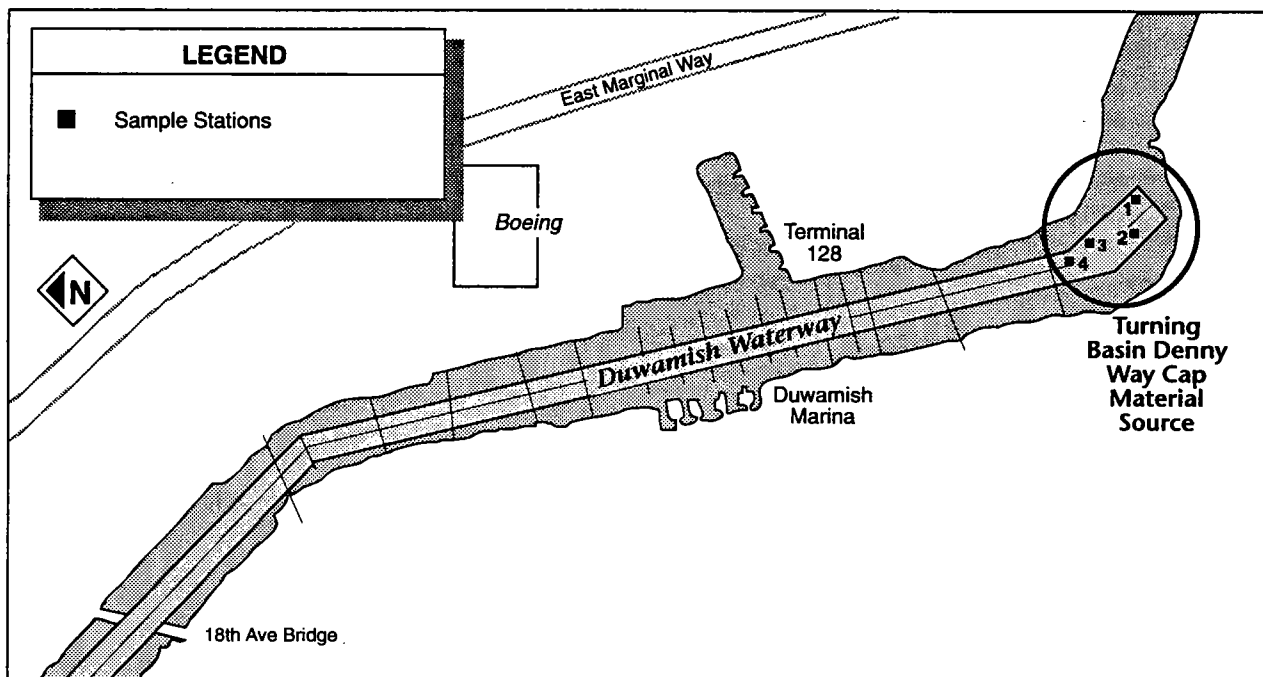 LEGEND
Sample Stations
East Marginal Way
Boeing
N
Terminal
128
1
2
3
4
Duwamish Waterway
Turning
Basin Denny
Way Cap
Material
Source
Duwamish
Marina
18th Ave Bridge